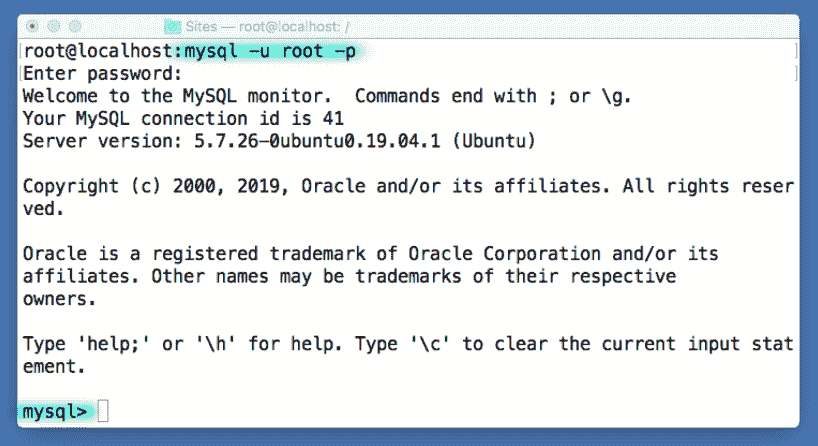 Sites — root@localhost: /
[root@localhost:mysql -u root -p ]
[Enter password: ]
Welcome to the MySQL monitor.  Commands end with ; or \g.
Your MySQL connection id is 41
Server version: 5.7.26-0ubuntu0.19.04.1 (Ubuntu)
Copyright (c) 2000, 2019, Oracle and/or its affiliates. All rights reser
ved.
Oracle is a registered trademark of Oracle Corporation and/or its
affiliates. Other names may be trademarks of their respective
owners.
Type 'help;' or '\h' for help. Type '\c' to clear the current input stat
ement.
mysql>